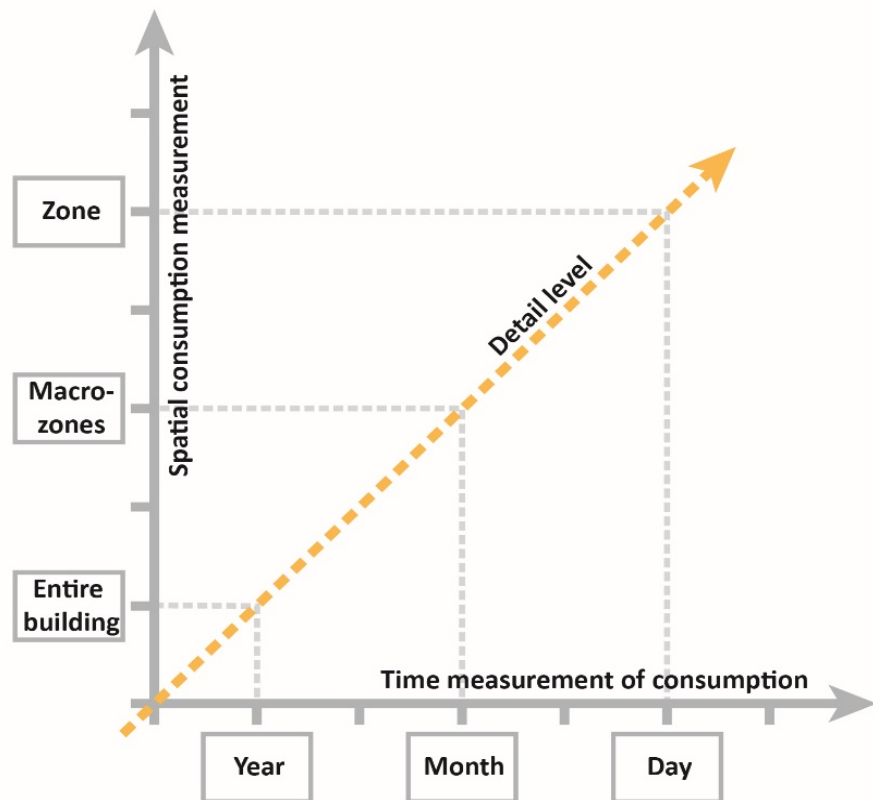 Spatial consumption measurement
Zone
Macro-
zones
Entire
building
Detail level
Time measurement of consumption
Year
Month
Day